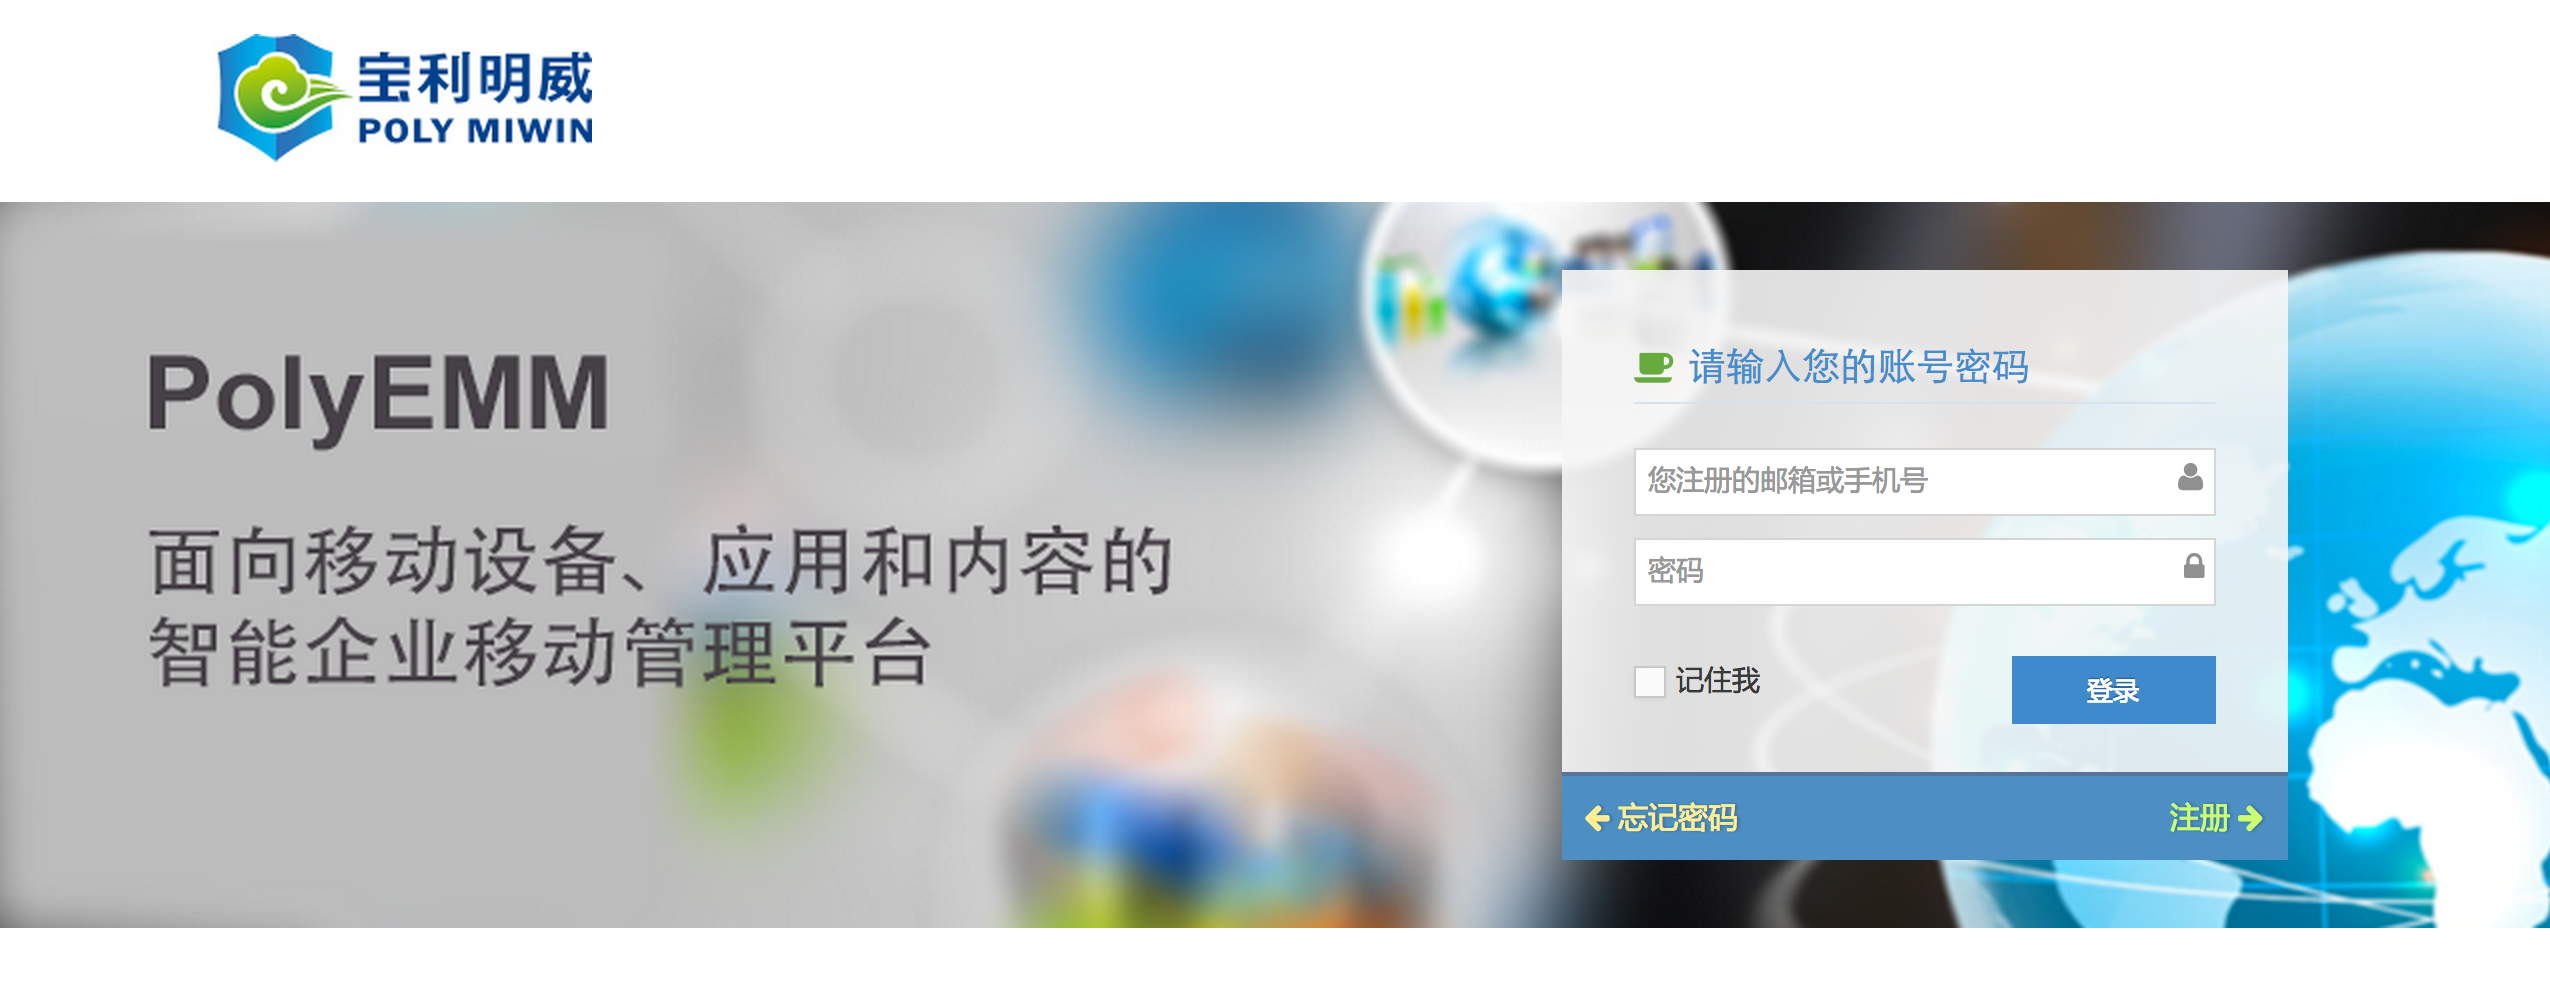 宝利明威
POLY MIWIN
PolyEMM
面向移动设备、应用和内容的
智能企业移动管理平台
请输入您的账号密码
您注册的邮箱或手机号
密码
记住我
登录
忘记密码
注册